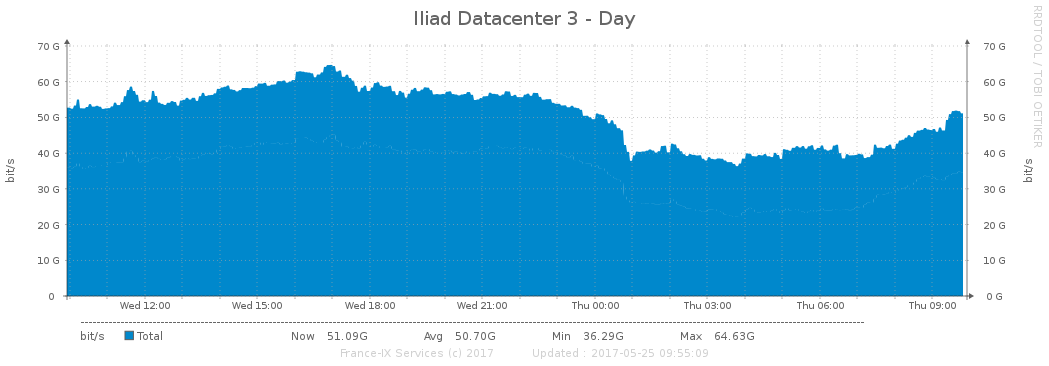 Iliad Datacenter 3 - Day
RRDTOOL / TOBI OETIKER
70 G 70 G
60 G 60 G
50 G 50 G
40 G 40 G
30 G 30 G
20 G 20 G
10 G 10 G
0 0 G
bit/s bit/s
Wed 12:00 Wed 15:00 Wed 18:00 Wed 21:00 Thu 00:00 Thu 03:00 Thu 06:00 Thu 09:00
bit/s Total Now 51.09G Avg 50.70G Min 36.29G Max 64.63G
France-IX Services (c) 2017 Updated : 2017-05-25 09:55:09